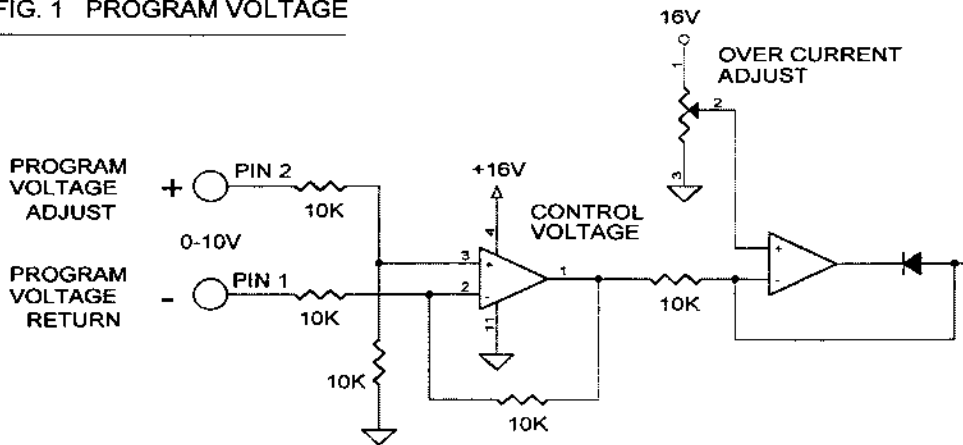 FIG. 1 PROGRAM VOLTAGE
16V
1
OVER CURRENT
ADJUST
2
3
PROGRAM
VOLTAGE
ADJUST
+
PIN 2
10K
+16V
4
CONTROL
VOLTAGE
0-10V
3
+
1
2
-
11
PROGRAM
VOLTAGE
RETURN
-
PIN 1
10K
10K
+
-
10K
10K